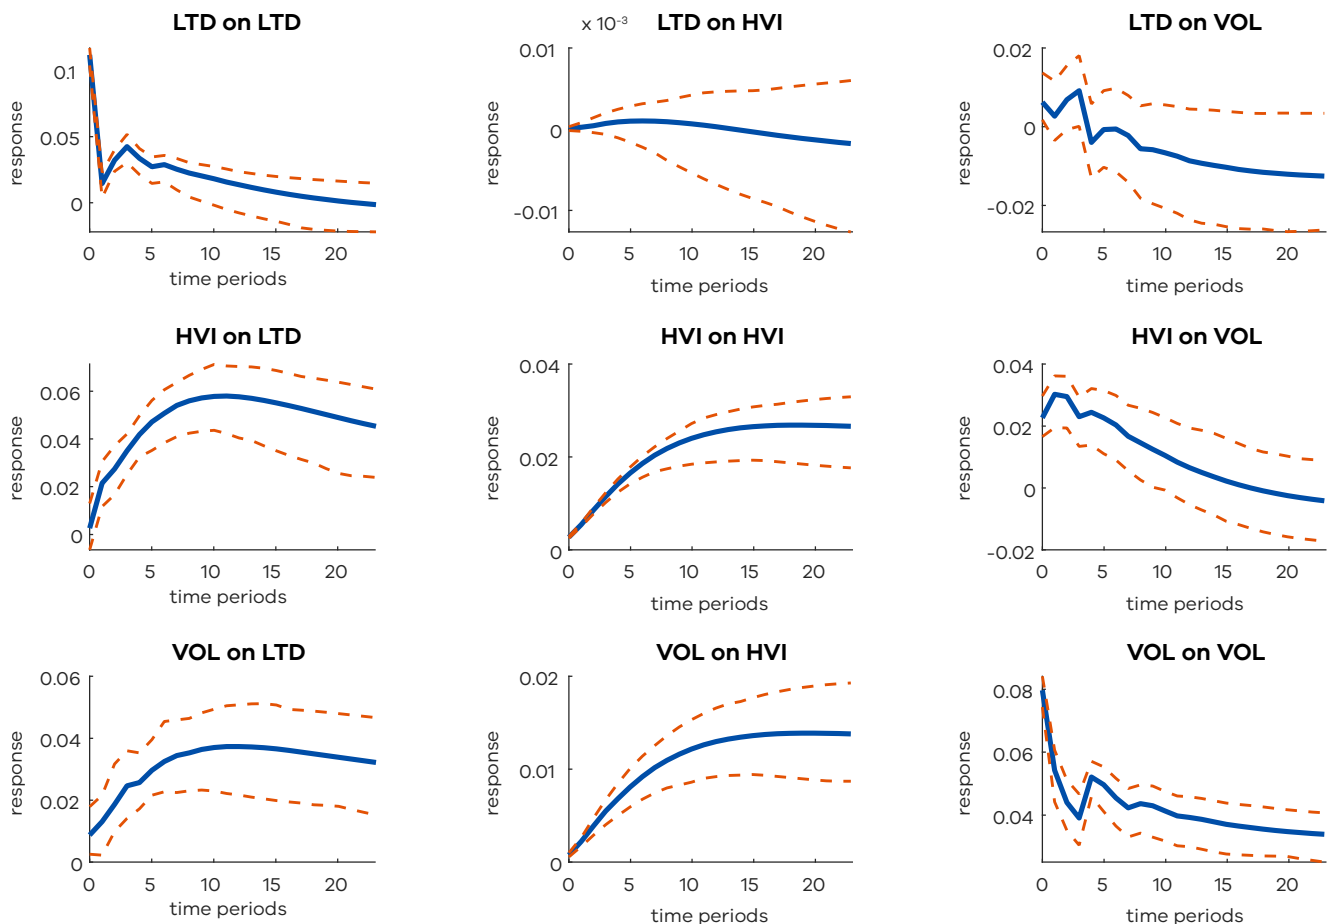 LTD on LTD
0.1
0.05
0
response
0 5 10 15 20
time periods
x 10-3
LTD on HVI
0.01
0
-0.01
response
0 5 10 15 20
time periods
LTD on VOL
0.02
0
-0.02
response
0 5 10 15 20
time periods
HVI on LTD
0.06
0.04
0.02
0
response
0 5 10 15 20
time periods
HVI on HVI
0.04
0.02
0
response
0 5 10 15 20
time periods
HVI on VOL
0.04
0.02
0
-0.02
response
0 5 10 15 20
time periods
VOL on LTD
0.06
0.04
0.02
0
response
0 5 10 15 20
time periods
VOL on HVI
0.02
0.01
0
response
0 5 10 15 20
time periods
VOL on VOL
0.08
0.06
0.04
response
0 5 10 15 20
time periods